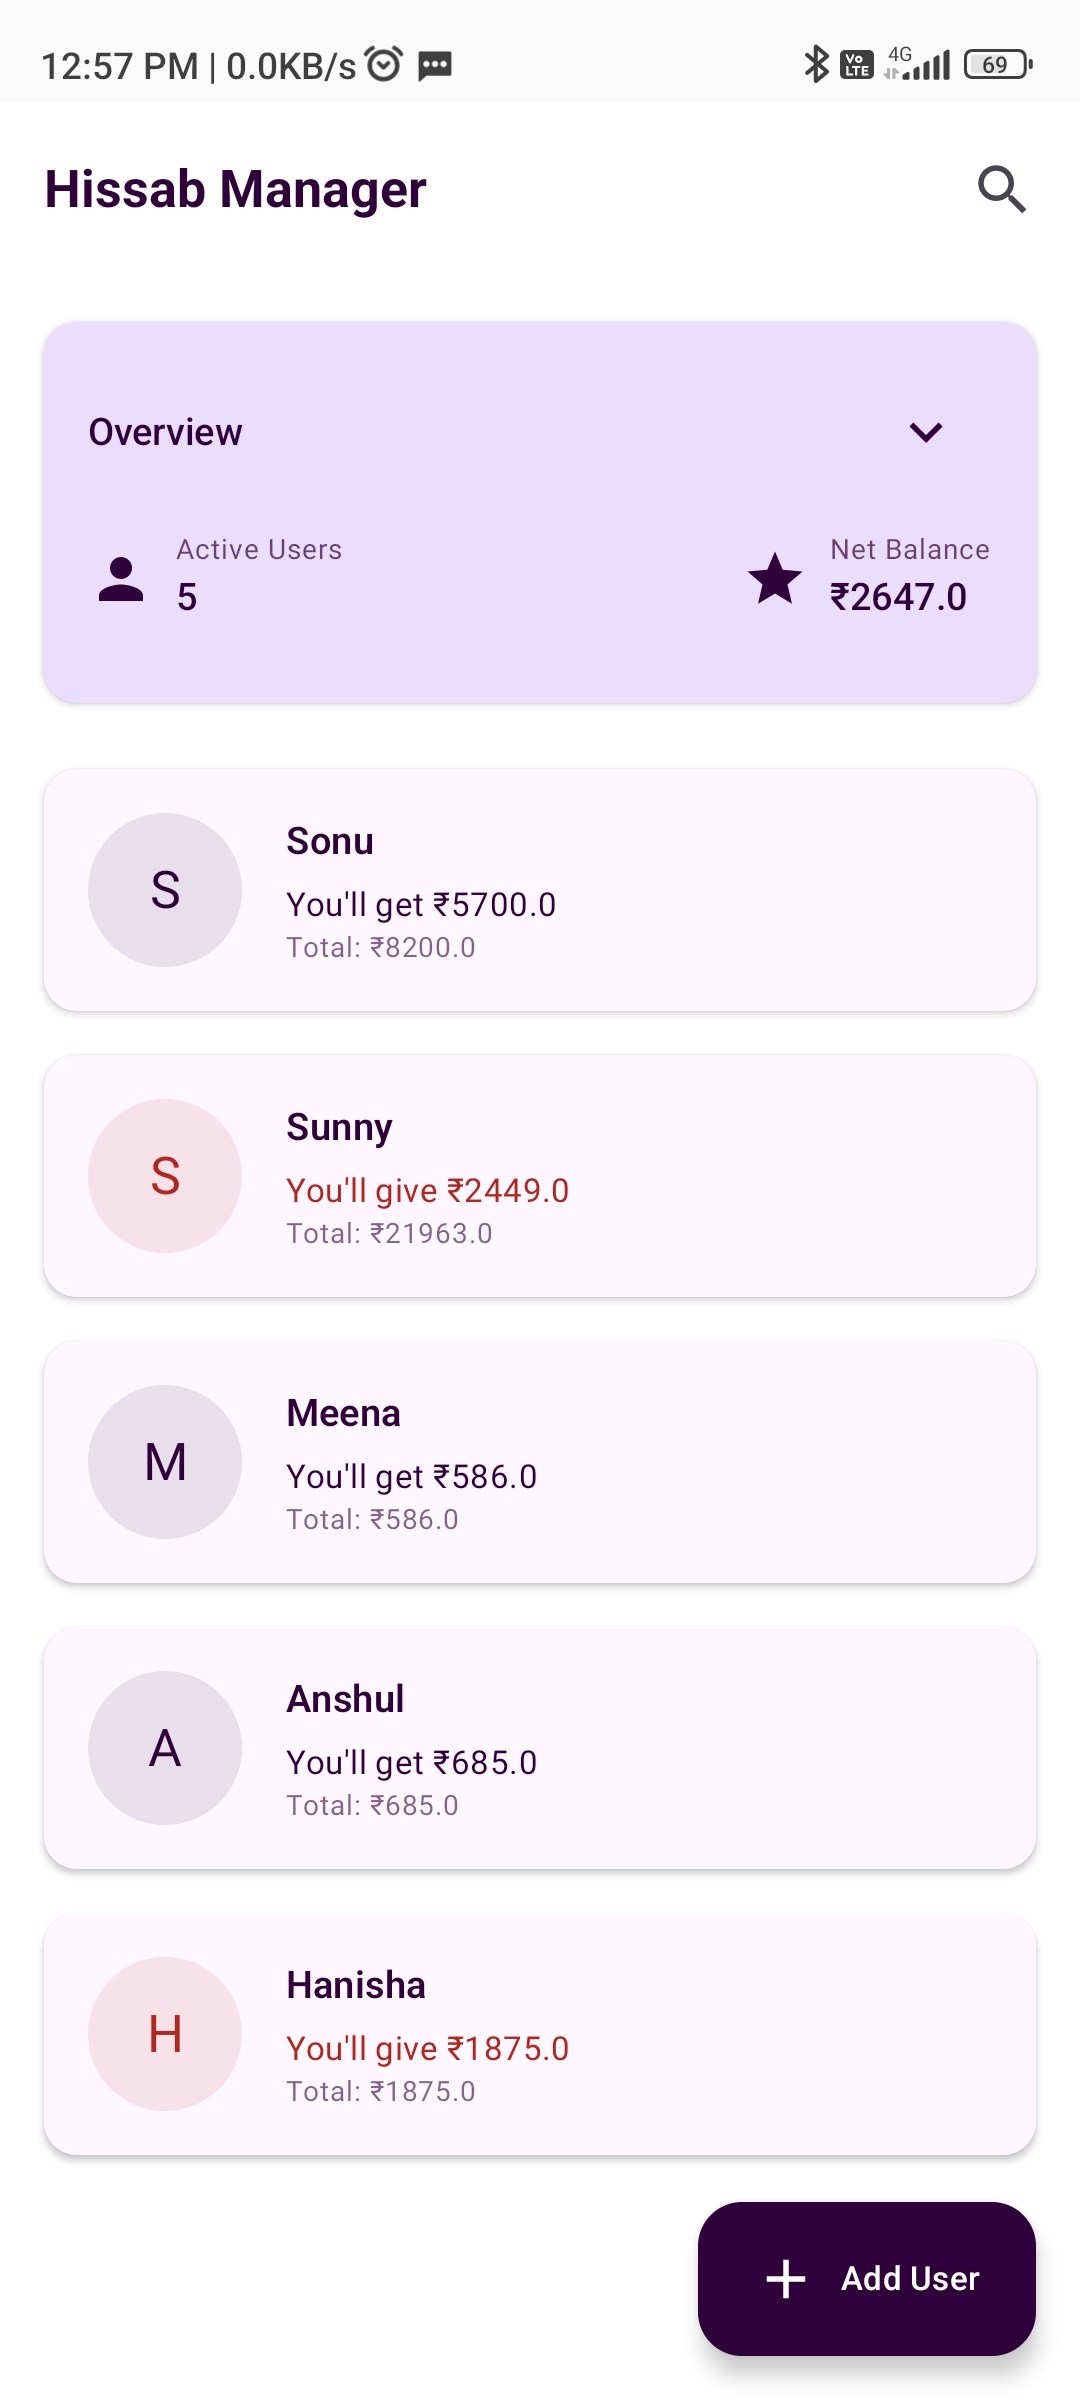 12:57 PM | 0.0KB/s
Vo LTE 4G 69
Hissab Manager
Overview
Active Users
5
Net Balance
₹2647.0
S
Sonu
You'll get ₹5700.0
Total: ₹8200.0
S
Sunny
You'll give ₹2449.0
Total: ₹21963.0
M
Meena
You'll get ₹586.0
Total: ₹586.0
A
Anshul
You'll get ₹685.0
Total: ₹685.0
H
Hanisha
You'll give ₹1875.0
Total: ₹1875.0
Add User